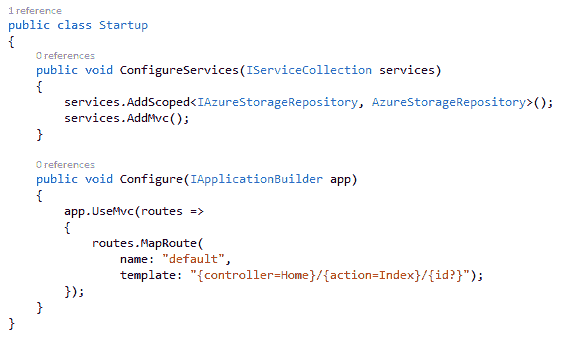 1 reference
public class Startup
{
0 references
public void ConfigureServices(IServiceCollection services)
{
services.AddScoped<IAzureStorageRepository, AzureStorageRepository>();
services.AddMvc();
}
0 references
public void Configure(IApplicationBuilder app)
{
app.UseMvc(routes =>
{
routes.MapRoute(
name: "default",
template: "{controller=Home}/{action=Index}/{id?}");
});
}
}